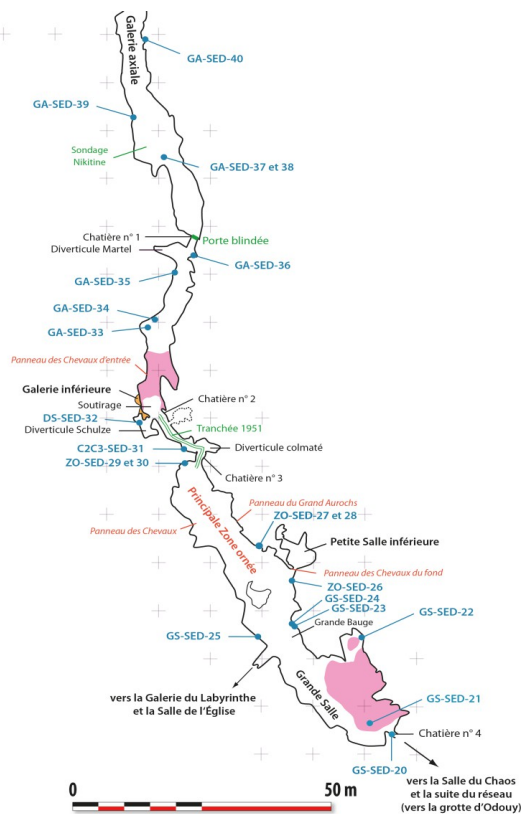 Galerie axiale
GA-SED-40
GA-SED-39
Sondage
Nikitine
GA-SED-37 et 38
Chatière n° 1
Porte blindée
Diverticule Martel
GA-SED-36
GA-SED-35
GA-SED-34
GA-SED-33
Panneau des Chevaux d'entrée
Galerie inférieure
Chatière n° 2
Soutirage
DS-SED-32
Tranchée 1951
Diverticule Schulze
C2C3-SED-31
Diverticule colmaté
ZO-SED-29 et 30
Chatière n° 3
Principale Zone ornée
Panneau du Grand Aurochs
ZO-SED-27 et 28
Panneau des Chevaux
Petite Salle inférieure
Panneau des Chevaux du fond
ZO-SED-26
GS-SED-24
GS-SED-23
GS-SED-22
Grande Bauge
GS-SED-25
Grande Salle
vers la Galerie du Labyrinthe
et la Salle de l'Église
GS-SED-21
Chatière n° 4
GS-SED-20
vers la Salle du Chaos
et la suite du réseau
(vers la grotte d'Odouy)
0
50 m